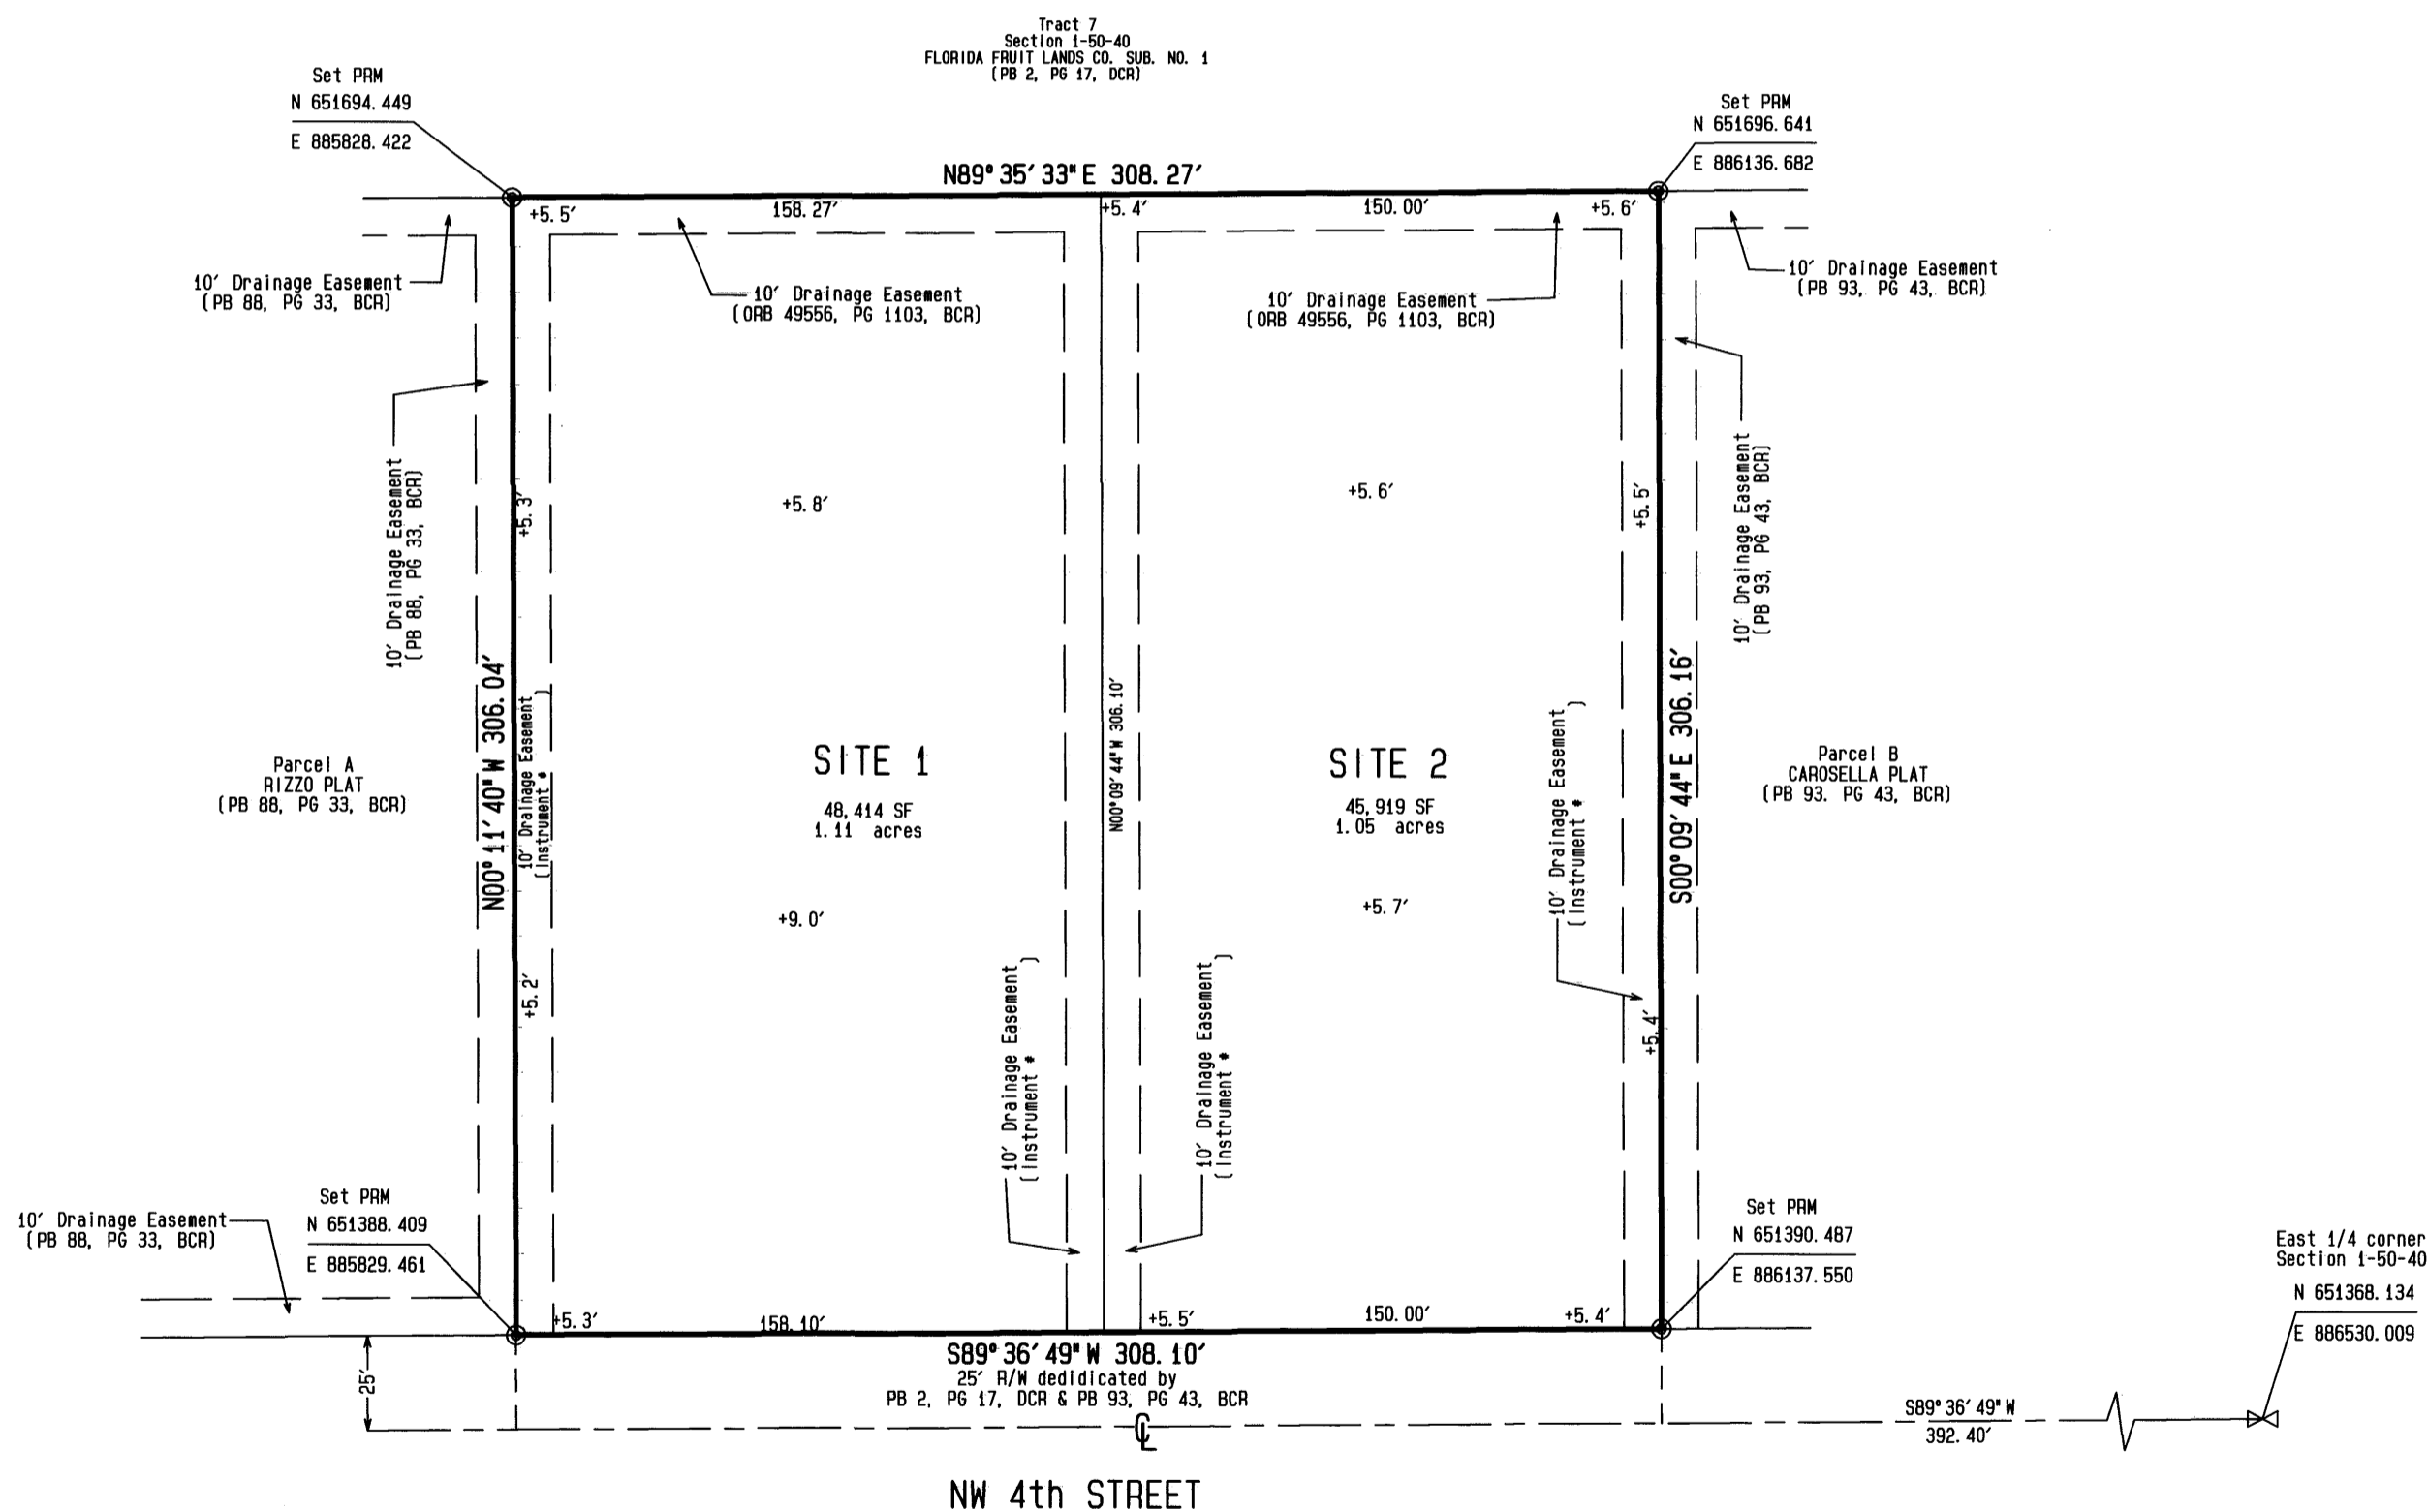 Tract 7
Section 1-50-40
FLORIDA FRUIT LANDS CO. SUB. NO. 1
(PB 2, PG 17, DCR)
Set PRM
N 651694.449
E 885828.422
Set PRM
N 651696.641
E 886136.682
N89°35'33"E 308.27'
+5.5'
158.27'
+5.4'
150.00'
+5.6'
10' Drainage Easement
(PB 88, PG 33, BCR)
10' Drainage Easement
(ORB 49556, PG 1103, BCR)
10' Drainage Easement
(ORB 49556, PG 1103, BCR)
10' Drainage Easement
(PB 93, PG 43, BCR)
10' Drainage Easement
(PB 88, PG 33, BCR)
+5.3'
+5.8'
+5.6'
+5.5'
10' Drainage Easement
(PB 93, PG 43, BCR)
N00°11'40"W 306.04'
10' Drainage Easement
(Instrument # )
N00°09'44"W 306.10'
10' Drainage Easement
(Instrument # )
S00°09'44"E 306.16'
Parcel A
RIZZO PLAT
(PB 88, PG 33, BCR)
SITE 1
48,414 SF
1.11 acres
SITE 2
45,919 SF
1.05 acres
Parcel B
CAROSELLA PLAT
(PB 93. PG 43, BCR)
+9.0'
+5.7'
+5.2'
10' Drainage Easement
(Instrument # )
10' Drainage Easement
(Instrument # )
+5.4'
10' Drainage Easement
(PB 88, PG 33, BCR)
Set PRM
N 651388.409
E 885829.461
Set PRM
N 651390.487
E 886137.550
East 1/4 corner
Section 1-50-40
N 651368.134
E 886530.009
+5.3'
158.10'
+5.5'
150.00'
+5.4'
S89°36'49"W 308.10'
25' R/W dedidicated by
PB 2, PG 17, DCR & PB 93, PG 43, BCR
25'
CL
S89°36'49"W
392.40'
NW 4th STREET